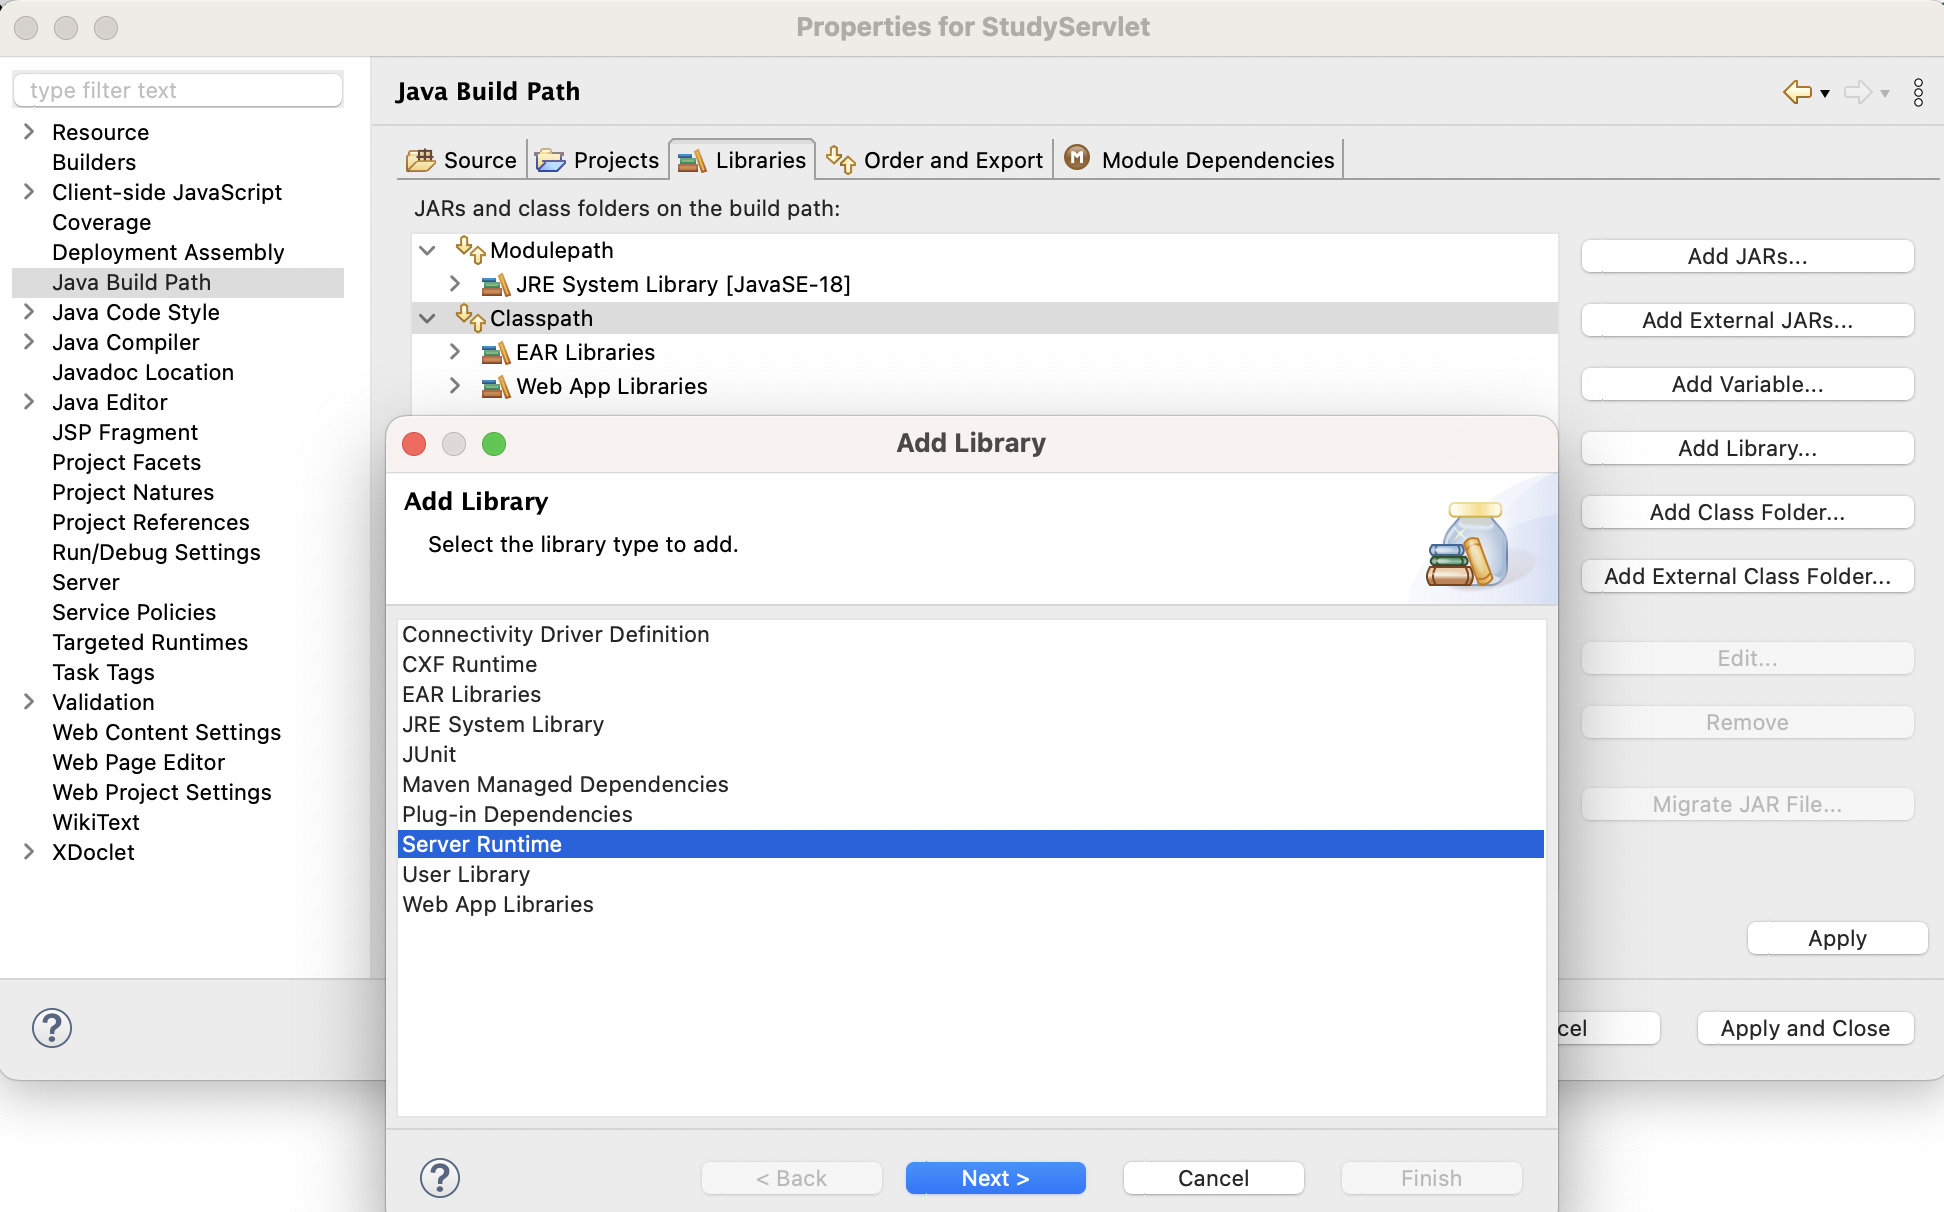 Properties for StudyServlet
type filter text
Resource
Builders
Client-side JavaScript
Coverage
Deployment Assembly
Java Build Path
Java Code Style
Java Compiler
Javadoc Location
Java Editor
JSP Fragment
Project Facets
Project Natures
Project References
Run/Debug Settings
Server
Service Policies
Targeted Runtimes
Task Tags
Validation
Web Content Settings
Web Page Editor
Web Project Settings
WikiText
XDoclet
Java Build Path
Source Projects Libraries Order and Export M Module Dependencies
JARs and class folders on the build path:
Modulepath
JRE System Library [JavaSE-18]
Classpath
EAR Libraries
Web App Libraries
Add JARs...
Add External JARs...
Add Variable...
Add Library...
Add Class Folder...
Add External Class Folder...
Edit...
Remove
Migrate JAR File...
Apply
cel Apply and Close
?
Add Library
Add Library
Select the library type to add.
Connectivity Driver Definition
CXF Runtime
EAR Libraries
JRE System Library
JUnit
Maven Managed Dependencies
Plug-in Dependencies
Server Runtime
User Library
Web App Libraries
? < Back Next > Cancel Finish